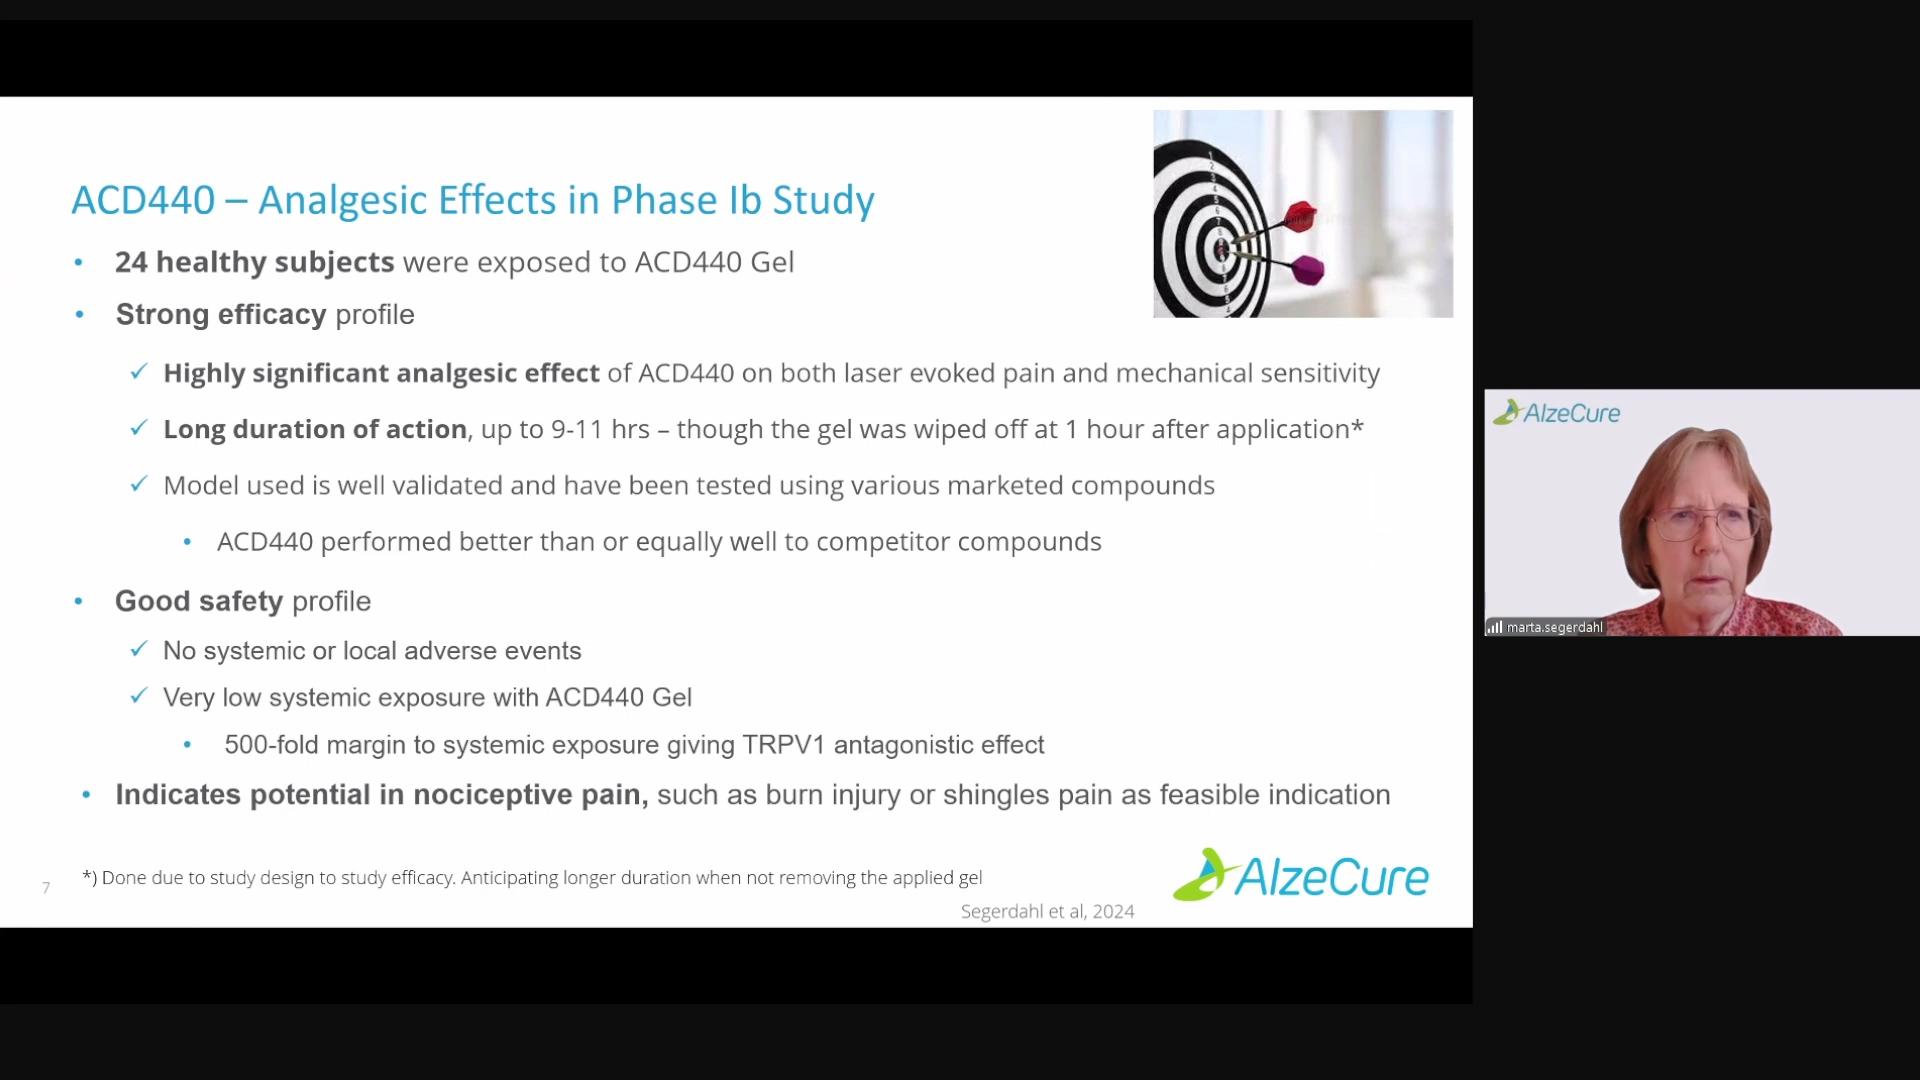 ACD440 – Analgesic Effects in Phase Ib Study
• 24 healthy subjects were exposed to ACD440 Gel
• Strong efficacy profile
✓ Highly significant analgesic effect of ACD440 on both laser evoked pain and mechanical sensitivity
✓ Long duration of action, up to 9-11 hrs – though the gel was wiped off at 1 hour after application*
✓ Model used is well validated and have been tested using various marketed compounds
• ACD440 performed better than or equally well to competitor compounds
• Good safety profile
✓ No systemic or local adverse events
✓ Very low systemic exposure with ACD440 Gel
• 500-fold margin to systemic exposure giving TRPV1 antagonistic effect
• Indicates potential in nociceptive pain, such as burn injury or shingles pain as feasible indication
*) Done due to study design to study efficacy. Anticipating longer duration when not removing the applied gel
7
Segerdahl et al, 2024
AlzeCure
AlzeCure
marta.segerdahl